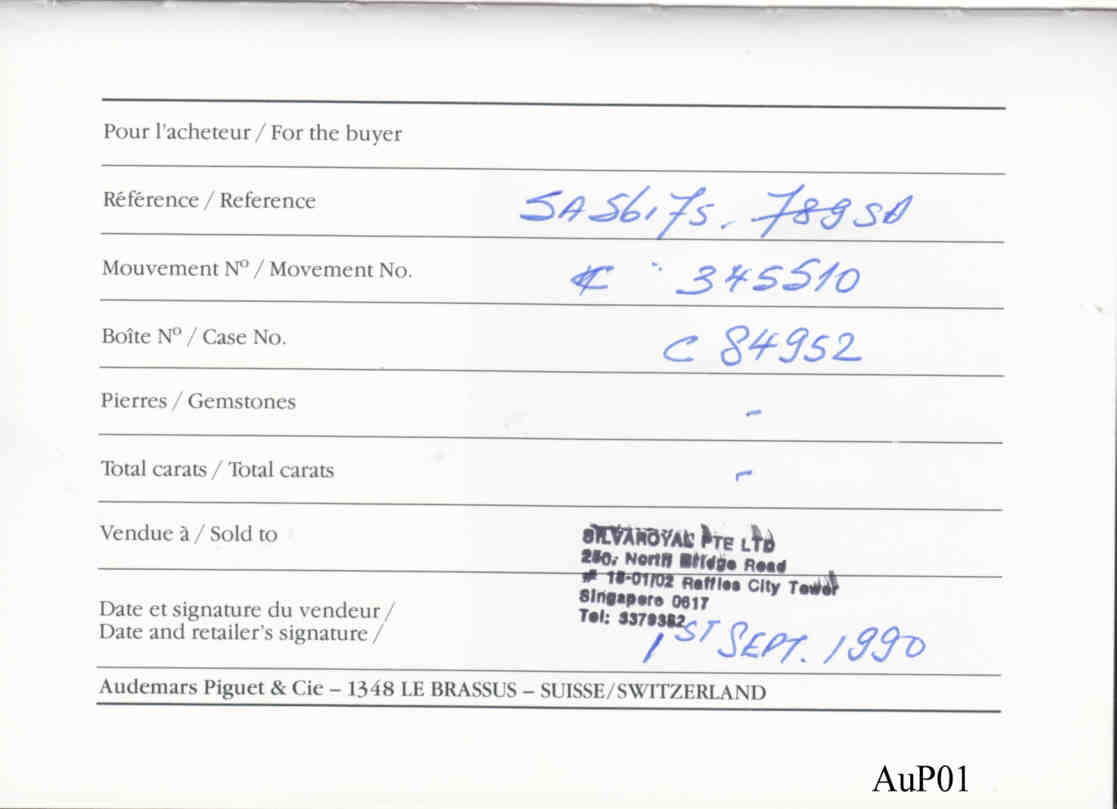 Pour l'acheteur / For the buyer
Référence / Reference SA56175. 789SA
Mouvement Nº / Movement No. 345510
Boîte Nº / Case No. C 84952
Pierres / Gemstones -
Total carats / Total carats -
Vendue à / Sold to
SILVAROYAL PTE LTD
250, North Bridge Road
# 18-01/02 Raffles City Tower
Singapore 0617
Tel: 3379382
Date et signature du vendeur /
Date and retailer's signature /
1ST SEPT. 1990
Audemars Piguet & Cie – 1348 LE BRASSUS – SUISSE/SWITZERLAND
AuP01